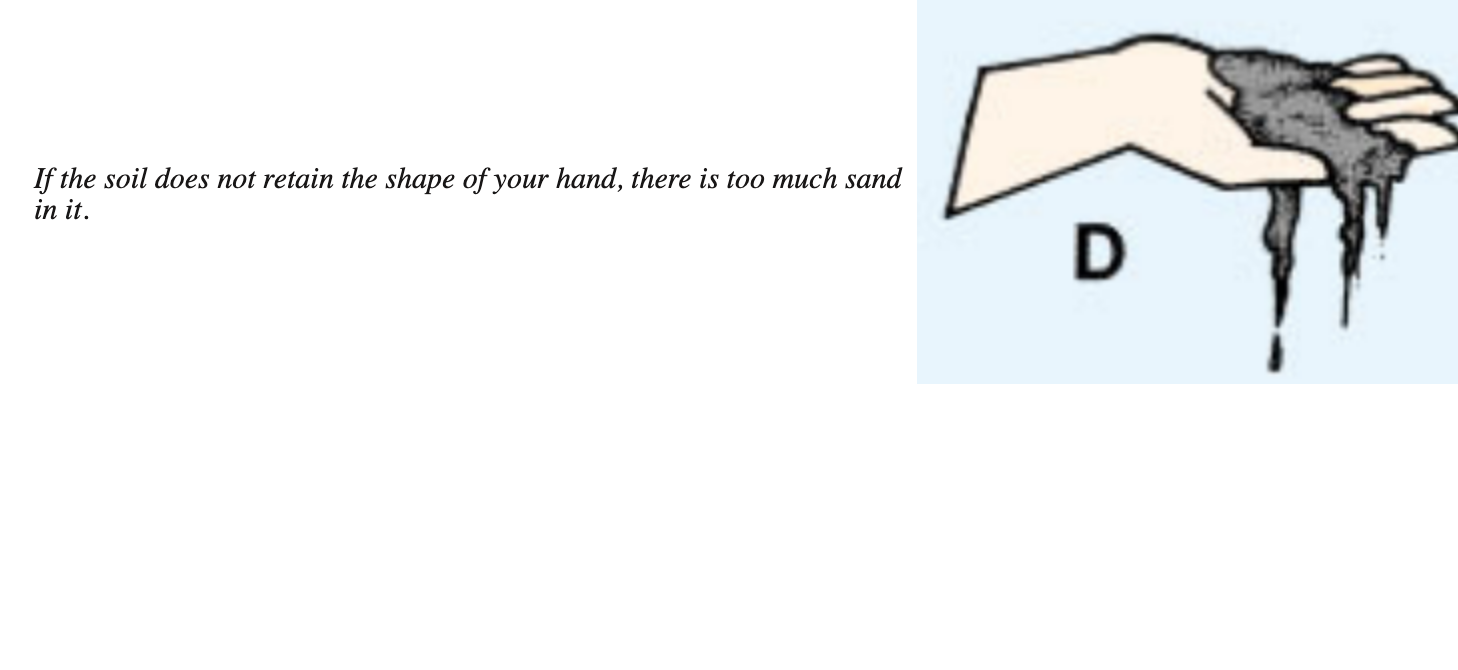 If the soil does not retain the shape of your hand, there is too much sand
in it.
D